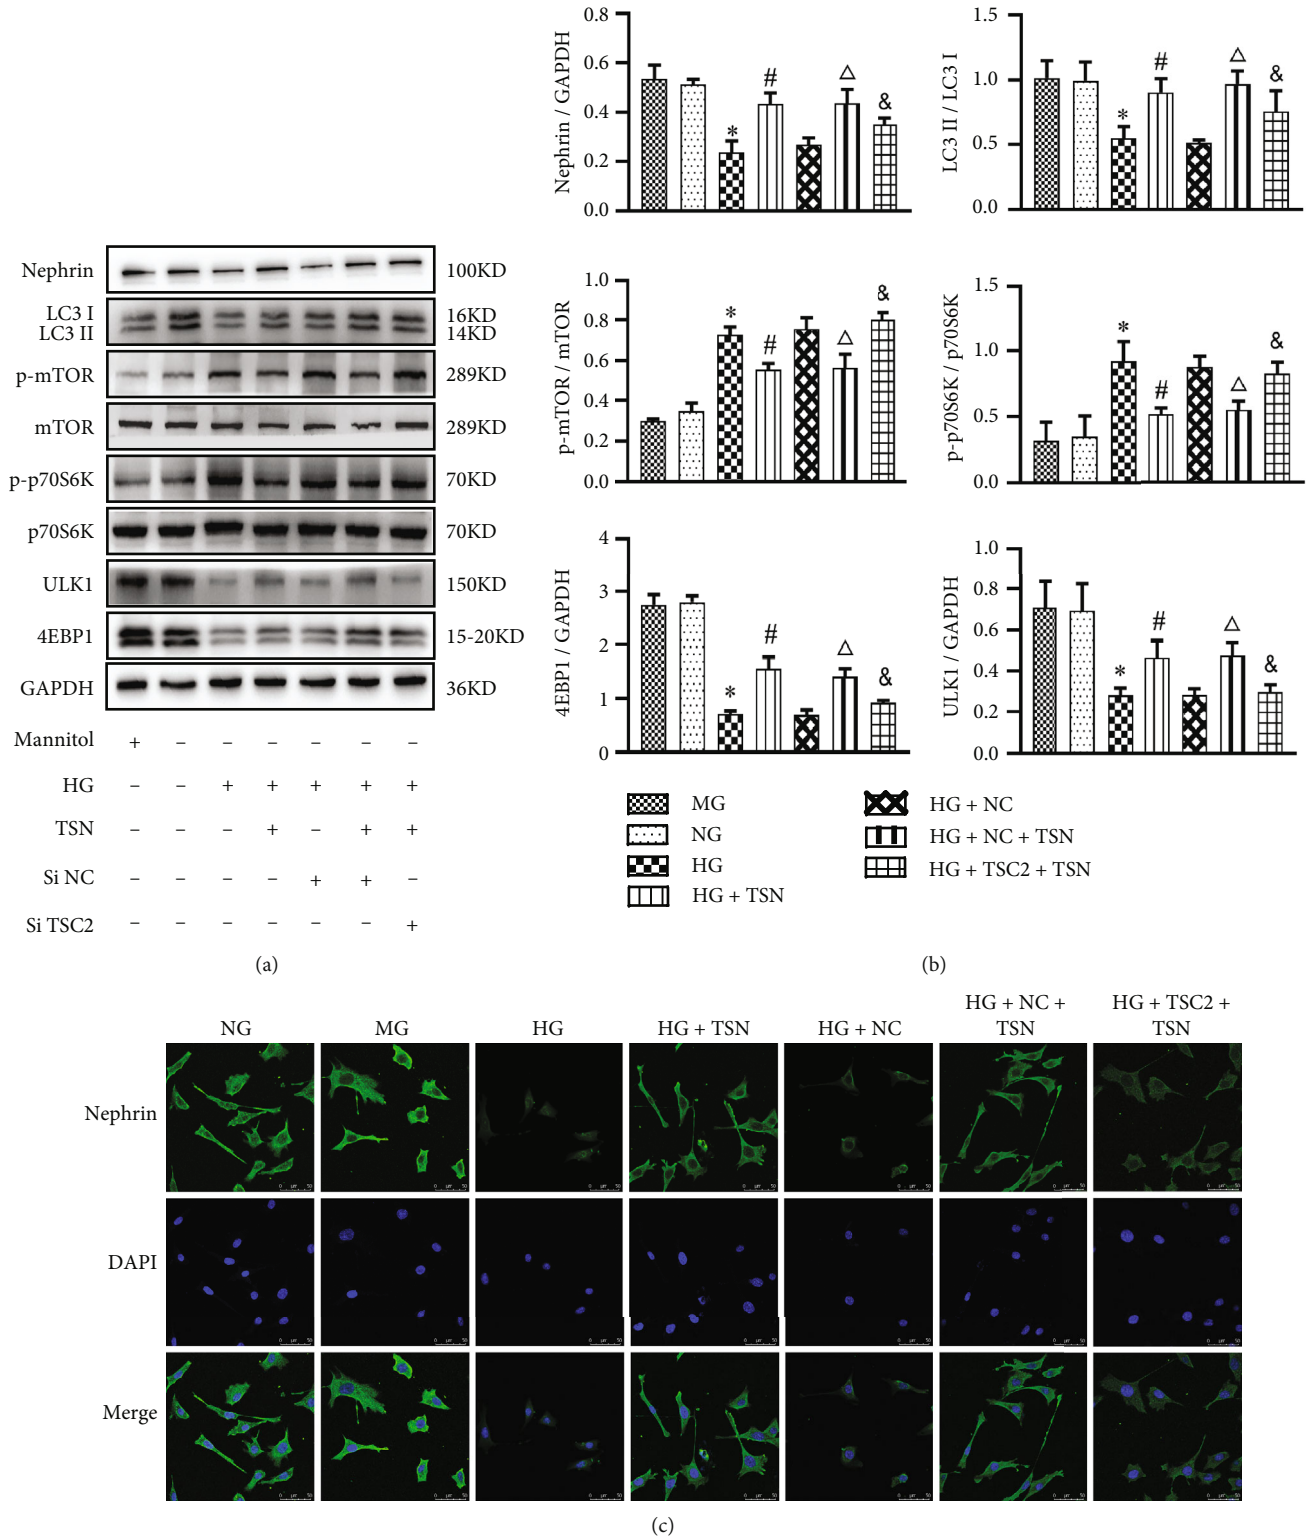 Nephrin 100KD
LC3 I 16KD
LC3 II 14KD
p-mTOR 289KD
mTOR 289KD
p-p70S6K 70KD
p70S6K 70KD
ULK1 150KD
4EBP1 15-20KD
GAPDH 36KD
Mannitol + – – – – – –
HG – – + + + + +
TSN – – – + – + +
Si NC – – – – + + –
Si TSC2 – – – – – – +
(a)
Nephrin / GAPDH
0.8
0.6
0.4
0.2
0.0
* # △ &
LC3 II / LC3 I
1.5
1.0
0.5
0.0
* # △ &
p-mTOR / mTOR
1.0
0.8
0.6
0.4
0.2
0.0
* # △ &
p-p70S6K / p70S6K
1.5
1.0
0.5
0.0
* # △ &
4EBP1 / GAPDH
4
3
2
1
0
* # △ &
ULK1 / GAPDH
1.0
0.8
0.6
0.4
0.2
0.0
* # △ &
MG
NG
HG
HG + TSN
HG + NC
HG + NC + TSN
HG + TSC2 + TSN
(b)
NG MG HG HG + TSN HG + NC HG + NC + TSN HG + TSC2 + TSN
Nephrin
DAPI
Merge
(c)